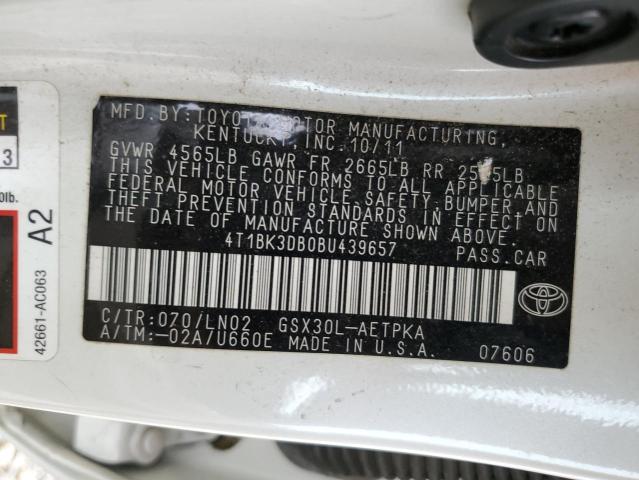 MFD. BY: TOYOTA MOTOR MANUFACTURING,
KENTUCKY, INC. 10/11
GVWR 4565LB GAWR FR 2665LB RR
THIS VEHICLE CONFORMS TO ALL APPLICABLE
FEDERAL MOTOR VEHICLE SAFETY, BUMPER, AND
THEFT PREVENTION STANDARDS IN EFFECT ON
THE DATE OF MANUFACTURE SHOWN ABOVE.
4T1BK3DB0BU439657 PASS. CAR
C/TR: 070/LN02 GSX30L-AETPKA
A/TM: -02A/U660E MADE IN U.S.A. 07606
3
0lb.
A2
42661-AC063